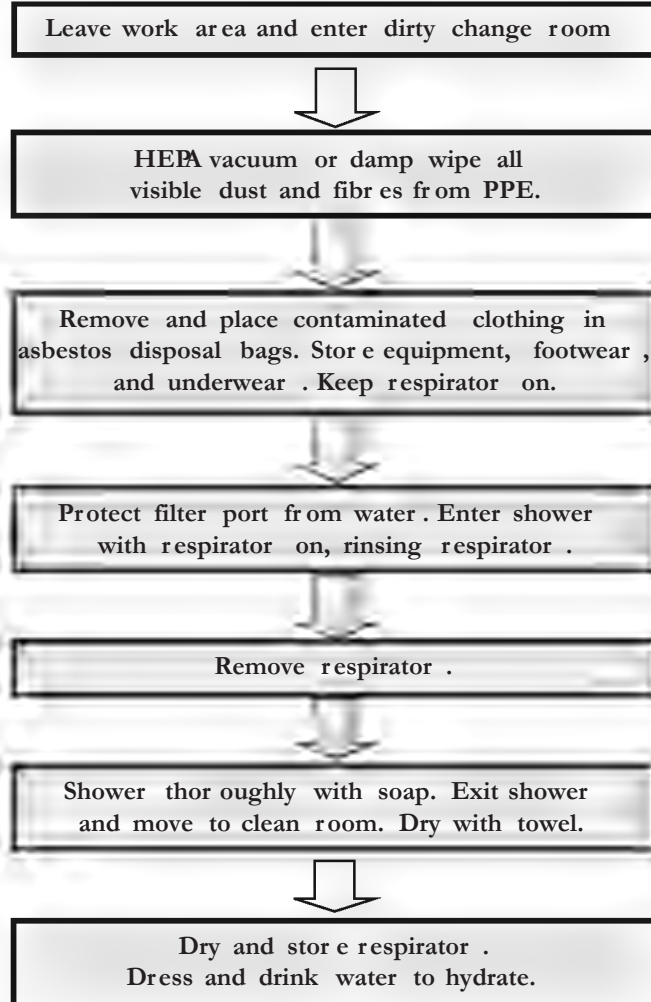 Leave work area and enter dirty change room
HEPA vacuum or damp wipe all
visible dust and fibres from PPE.
Remove and place contaminated clothing in
asbestos disposal bags. Store equipment, footwear,
and underwear. Keep respirator on.
Protect filter port from water. Enter shower
with respirator on, rinsing respirator.
Remove respirator.
Shower thoroughly with soap. Exit shower
and move to clean room. Dry with towel.
Dry and store respirator.
Dress and drink water to hydrate.